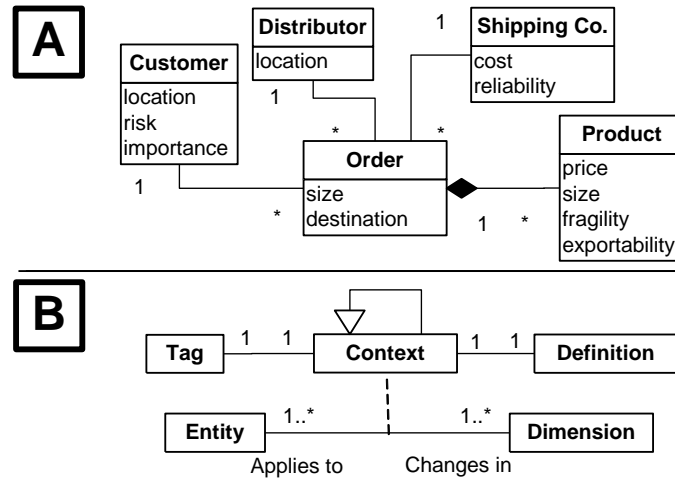 A
Customer
location
risk
importance
1
*
Distributor
location
1
*
Shipping Co.
cost
reliability
1
*
Order
size
destination
1
*
Product
price
size
fragility
exportability
B
Tag
1
1
Context
1
1
Definition
Entity
1..*
1..*
Dimension
Applies to
Changes in